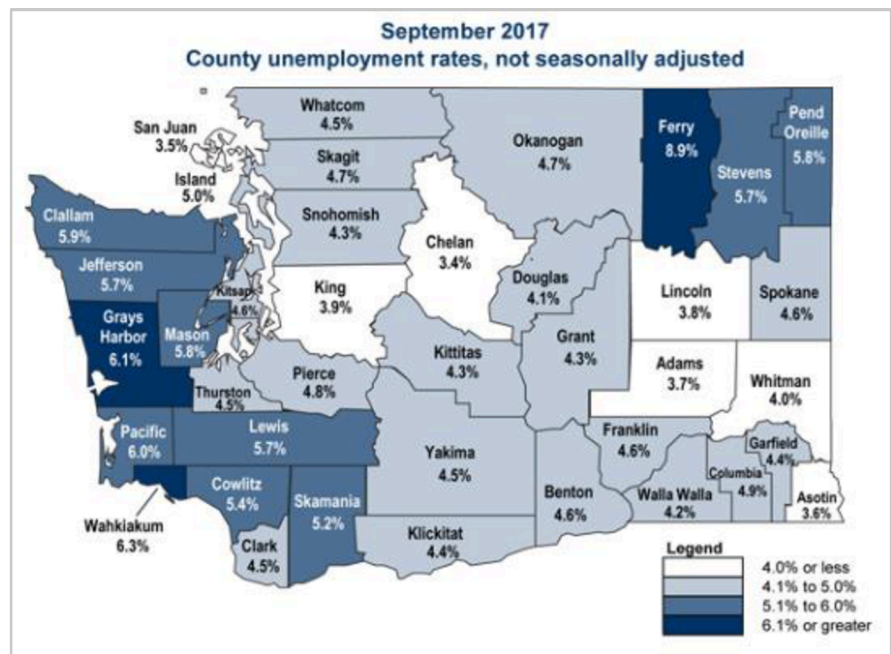 September 2017
County unemployment rates, not seasonally adjusted
Whatcom
4.5%
San Juan
3.5%
Skagit
4.7%
Island
5.0%
Snohomish
4.3%
Okanogan
4.7%
Ferry
8.9%
Stevens
5.7%
Pend
Oreille
5.8%
Clallam
5.9%
Jefferson
5.7%
Kitsap
4.6%
King
3.9%
Chelan
3.4%
Douglas
4.1%
Lincoln
3.8%
Spokane
4.6%
Grays
Harbor
6.1%
Mason
5.8%
Thurston
4.5%
Pierce
4.8%
Kittitas
4.3%
Grant
4.3%
Adams
3.7%
Whitman
4.0%
Pacific
6.0%
Lewis
5.7%
Yakima
4.5%
Franklin
4.6%
Garfield
4.4%
Columbia
4.9%
Asotin
3.6%
Wahkiakum
6.3%
Cowlitz
5.4%
Skamania
5.2%
Clark
4.5%
Klickitat
4.4%
Benton
4.6%
Walla Walla
4.2%
Legend
4.0% or less
4.1% to 5.0%
5.1% to 6.0%
6.1% or greater